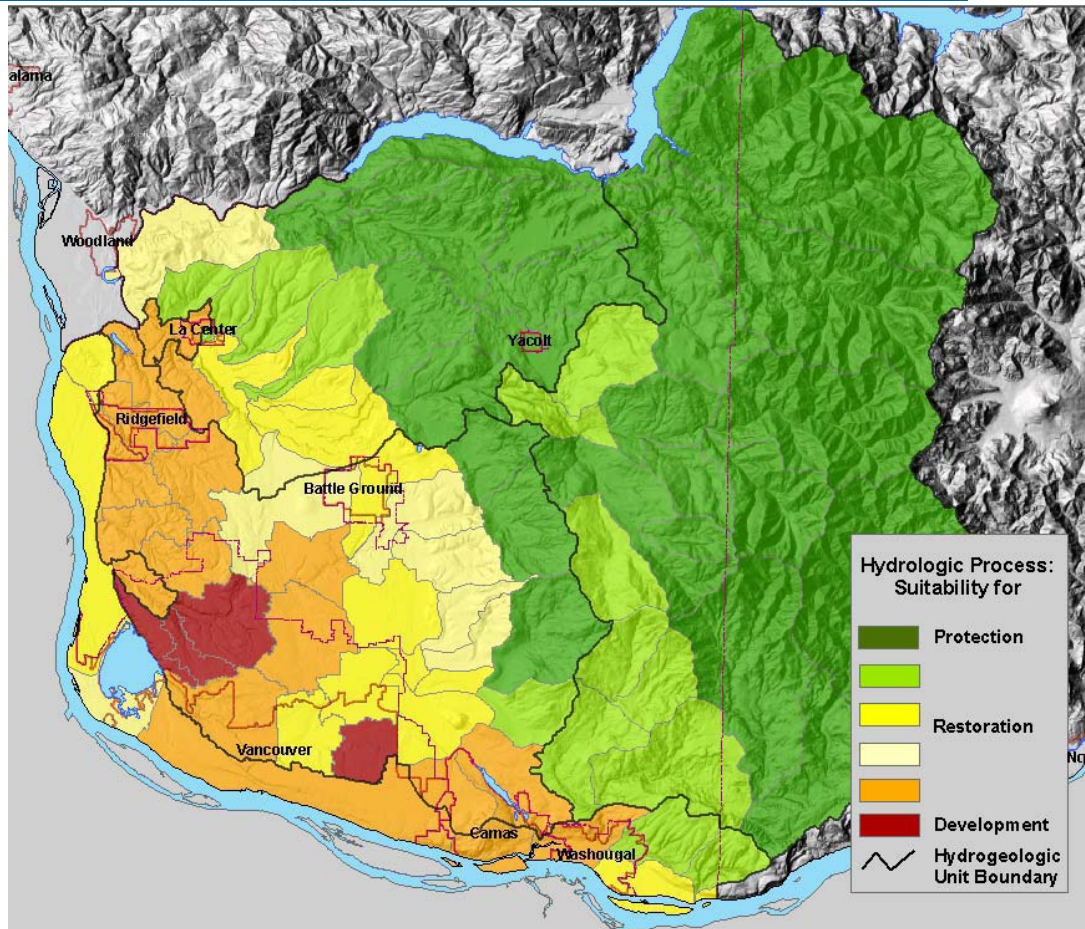 alama
Woodland
La Center
Yacolt
Ridgefield
Battle Ground
Vancouver
Camas
Washougal
No
Hydrologic Process:
Suitability for
Protection
Restoration
Development
Hydrogeologic
Unit Boundary